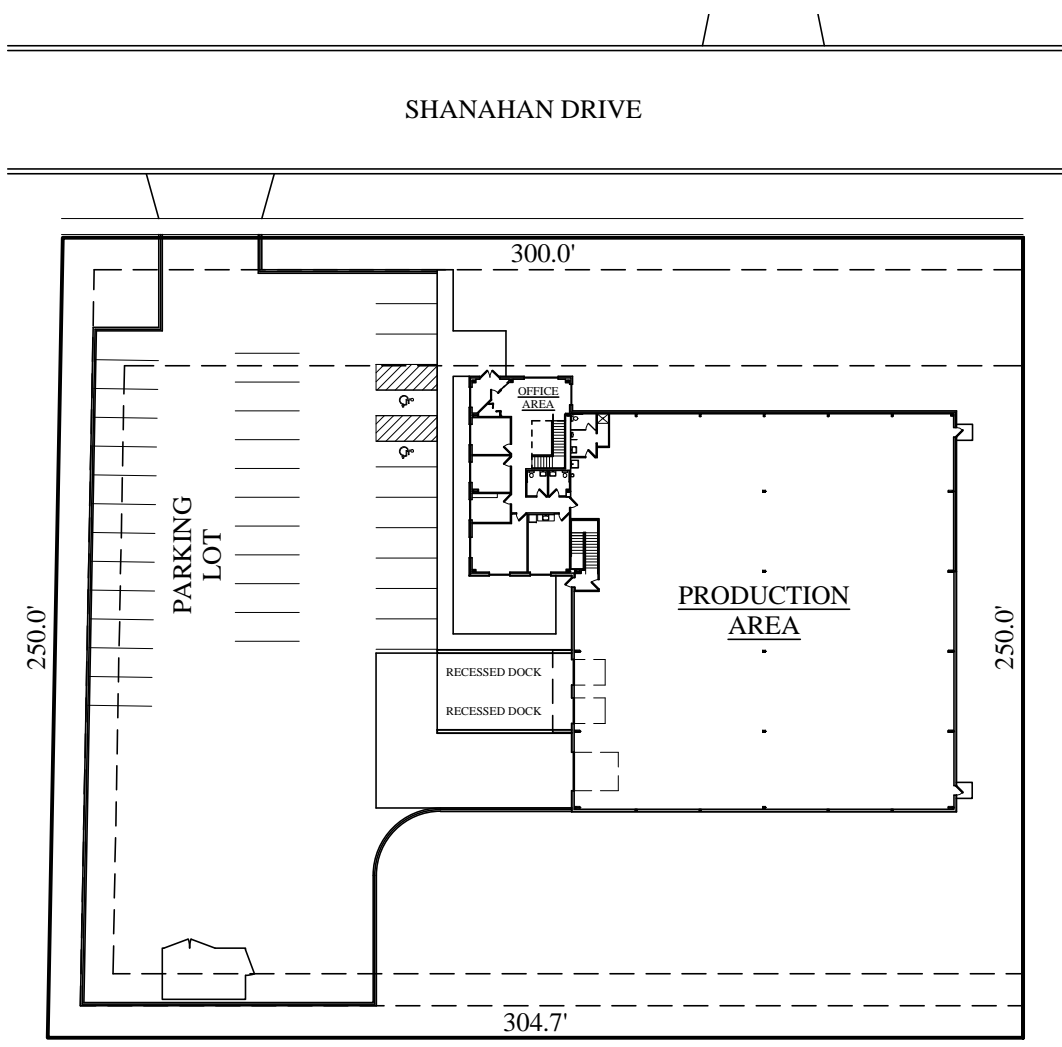 SHANAHAN DRIVE
300.0'
OFFICE
AREA
PARKING
LOT
PRODUCTION
AREA
250.0'
250.0'
RECESSED DOCK
RECESSED DOCK
304.7'